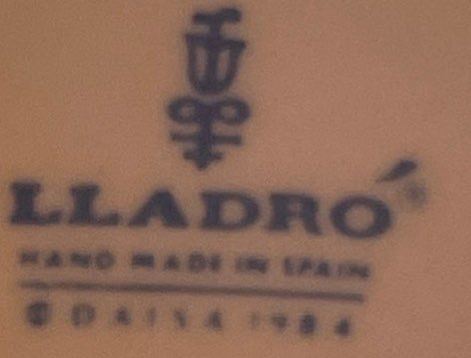 LLADRÓ®
HAND MADE IN SPAIN
© DAISA 1984